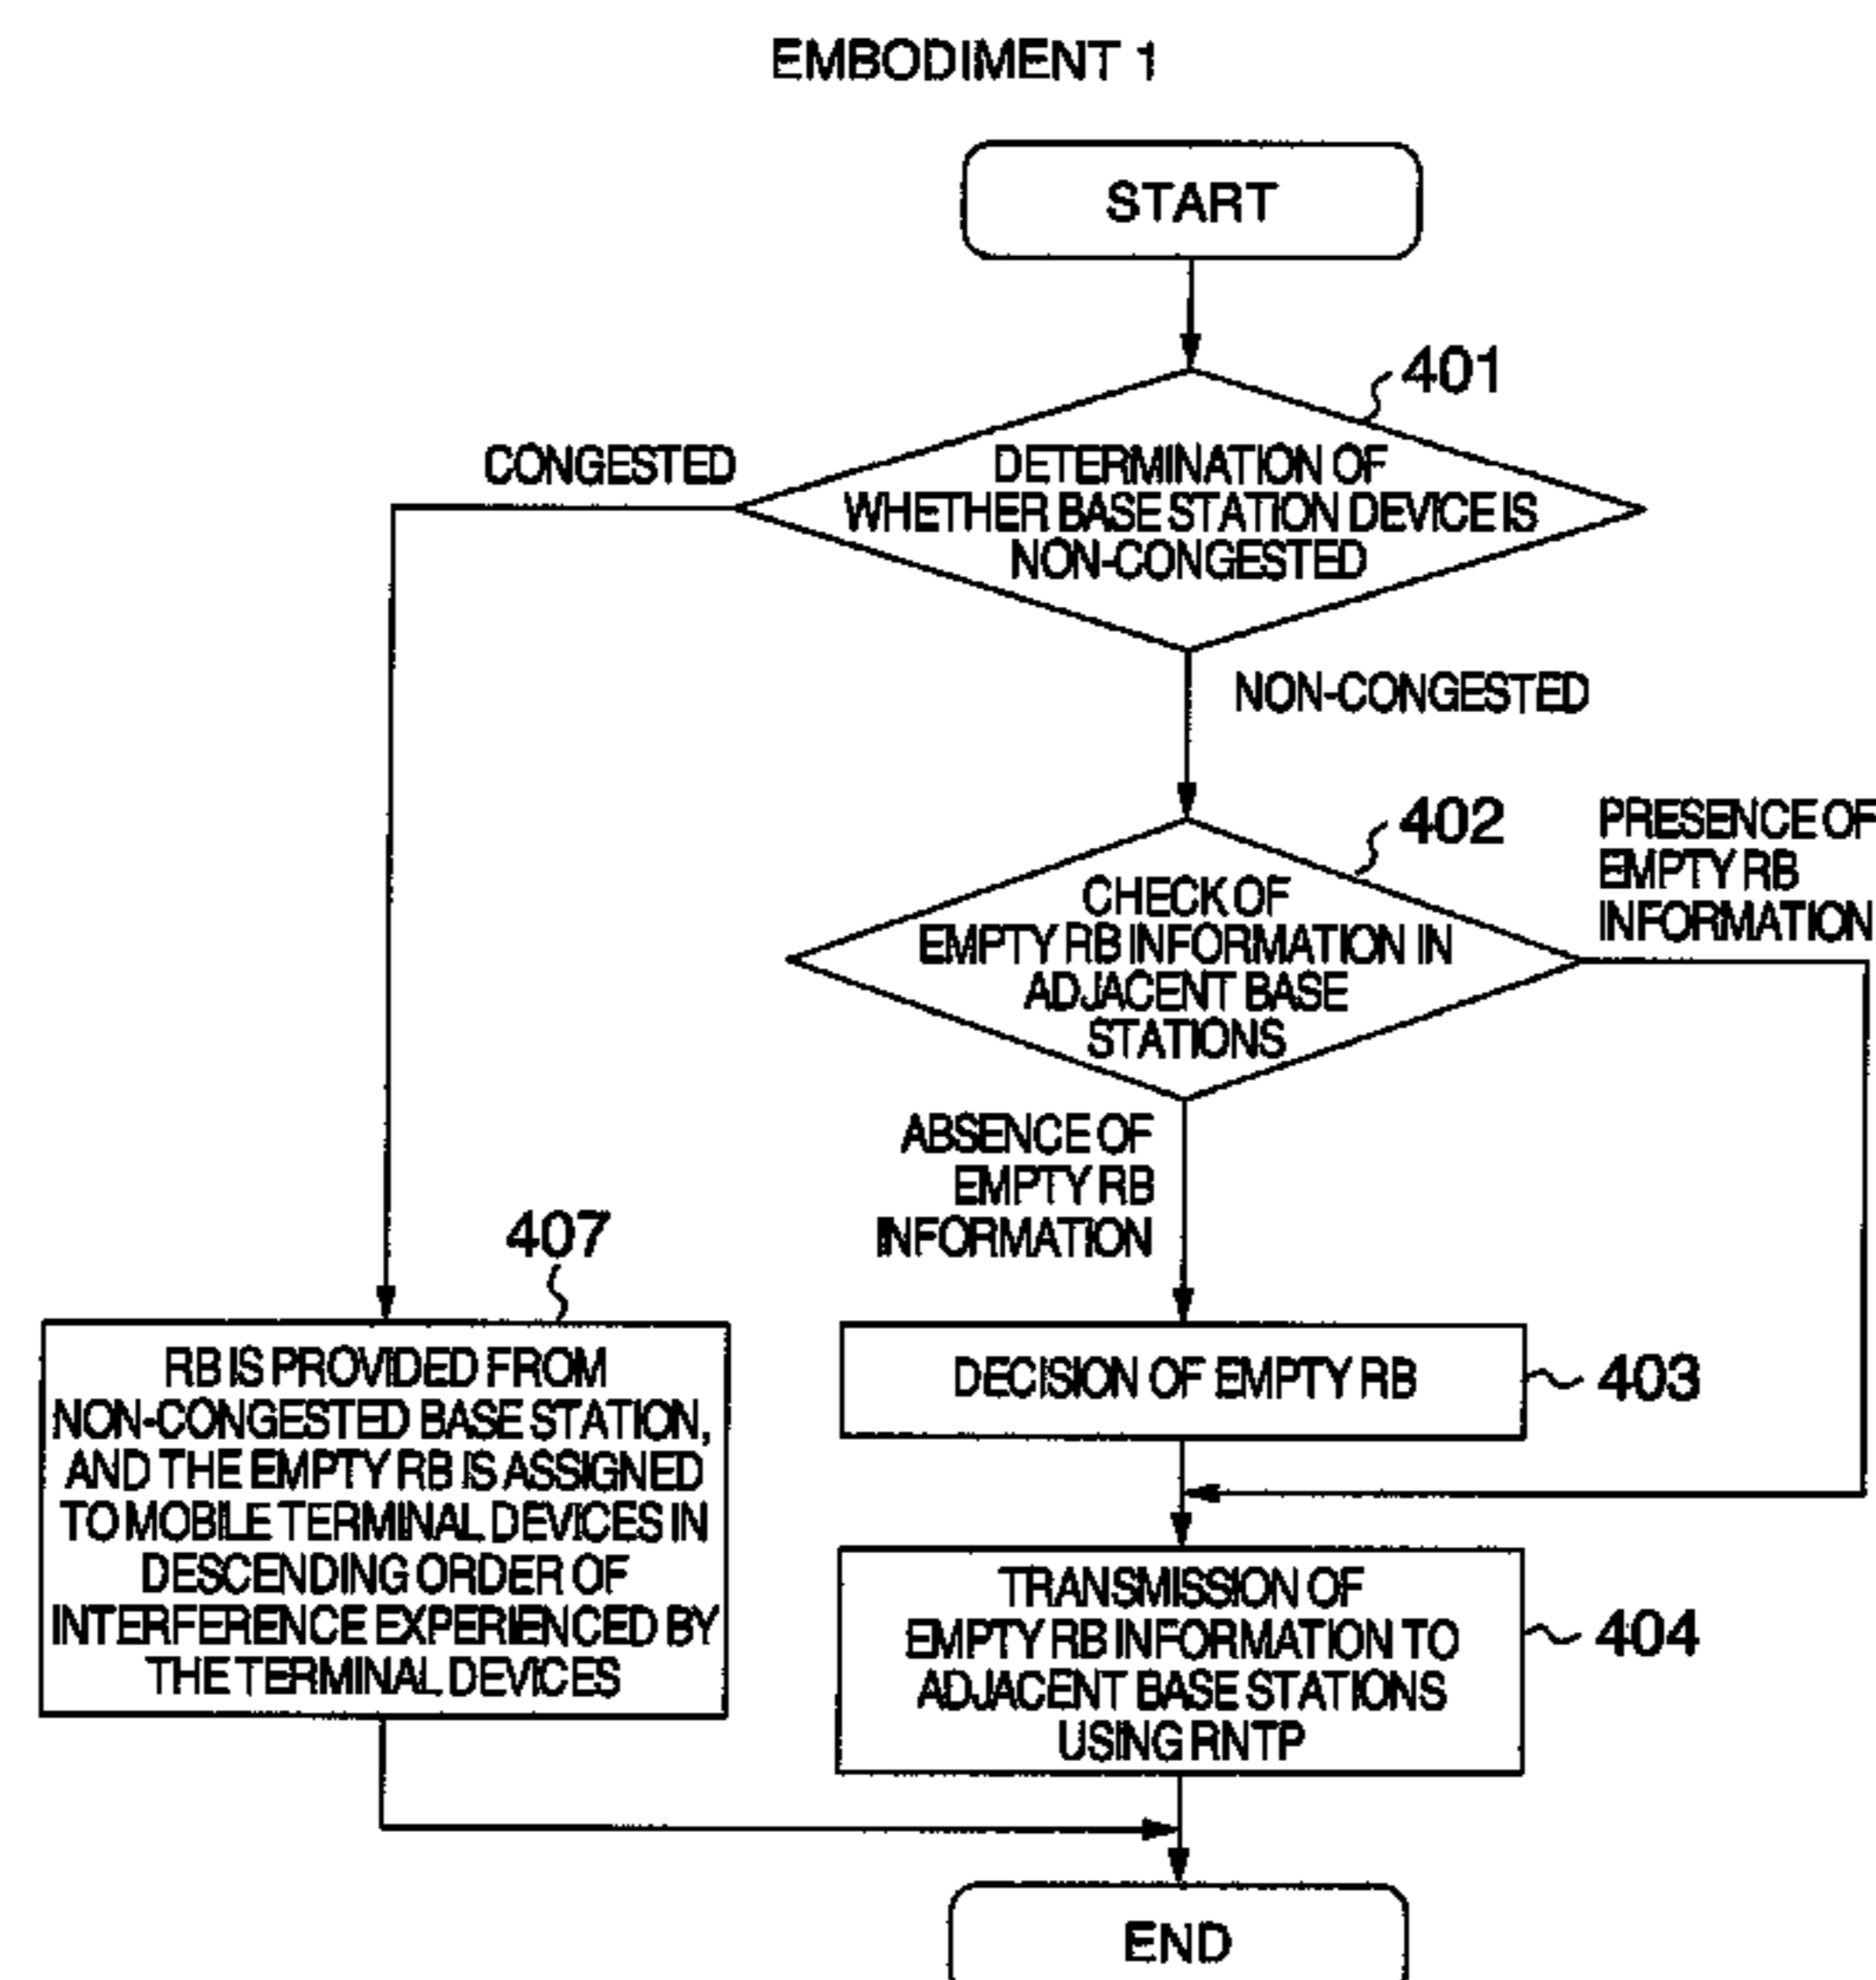 EMBODIMENT 1
START
401
CONGESTED
DETERMINATION OF
WHETHER BASE STATION DEVICE IS
NON-CONGESTED
NON-CONGESTED
402
PRESENCE OF
EMPTY RB
INFORMATION
CHECK OF
EMPTY RB INFORMATION IN
ADJACENT BASE
STATIONS
ABSENCE OF
EMPTY RB
INFORMATION
407
RB IS PROVIDED FROM
NON-CONGESTED BASE STATION,
AND THE EMPTY RB IS ASSIGNED
TO MOBILE TERMINAL DEVICES IN
DESCENDING ORDER OF
INTERFERENCE EXPERIENCED BY
THE TERMINAL DEVICES
DECISION OF EMPTY RB
403
TRANSMISSION OF
EMPTY RB INFORMATION TO
ADJACENT BASE STATIONS
USING RNTP
404
END